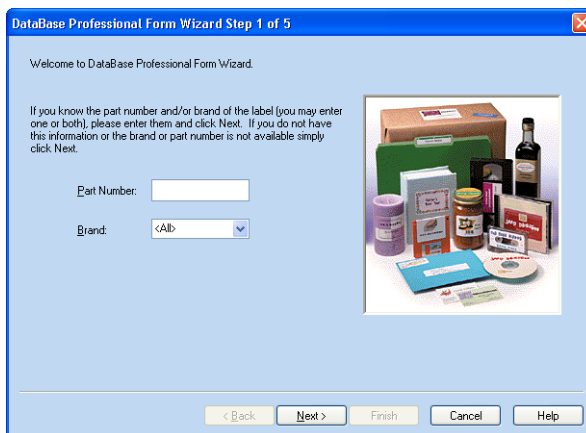 DataBase Professional Form Wizard Step 1 of 5
Welcome to DataBase Professional Form Wizard.
If you know the part number and/or brand of the label (you may enter
one or both), please enter them and click Next. If you do not have
this information or the brand or part number is not available simply
click Next.
Part Number:
Brand:
<All>
< Back
Next >
Finish
Cancel
Help